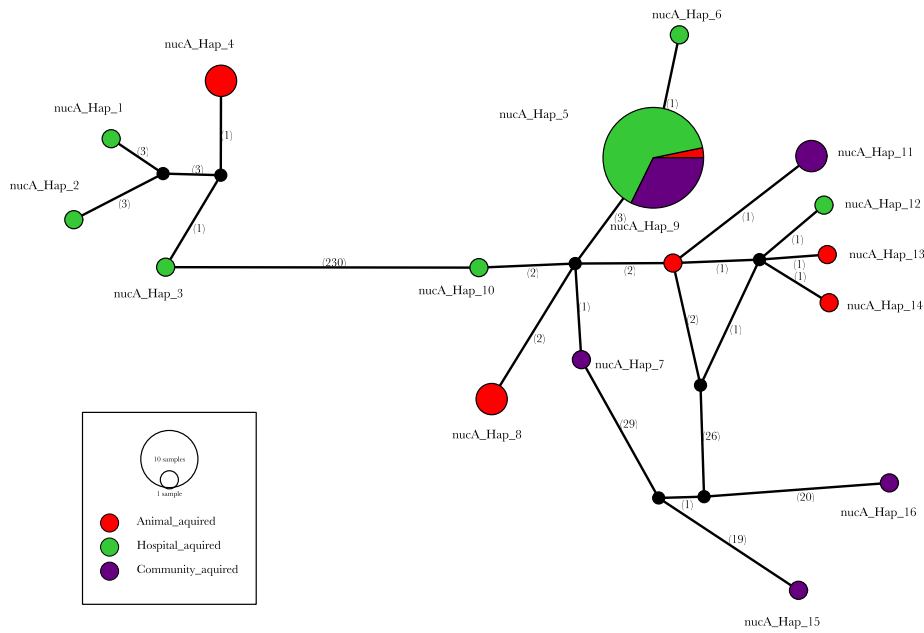 nucA_Hap_6
nucA_Hap_4
nucA_Hap_1
(1)
nucA_Hap_5
(1)
(3)
nucA_Hap_11
(3)
nucA_Hap_2
(3)
nucA_Hap_12
(3)
nucA_Hap_9
(1)
(1)
(1)
nucA_Hap_13
(230)
(2)
(2)
(1)
(1)
(1)
nucA_Hap_3
nucA_Hap_10
nucA_Hap_14
(1)
(2)
(1)
(2)
nucA_Hap_7
(29)
nucA_Hap_8
(26)
10 samples
1 sample
(1)
(20)
nucA_Hap_16
Animal_aquired
(19)
Hospital_aquired
Community_aquired
nucA_Hap_15